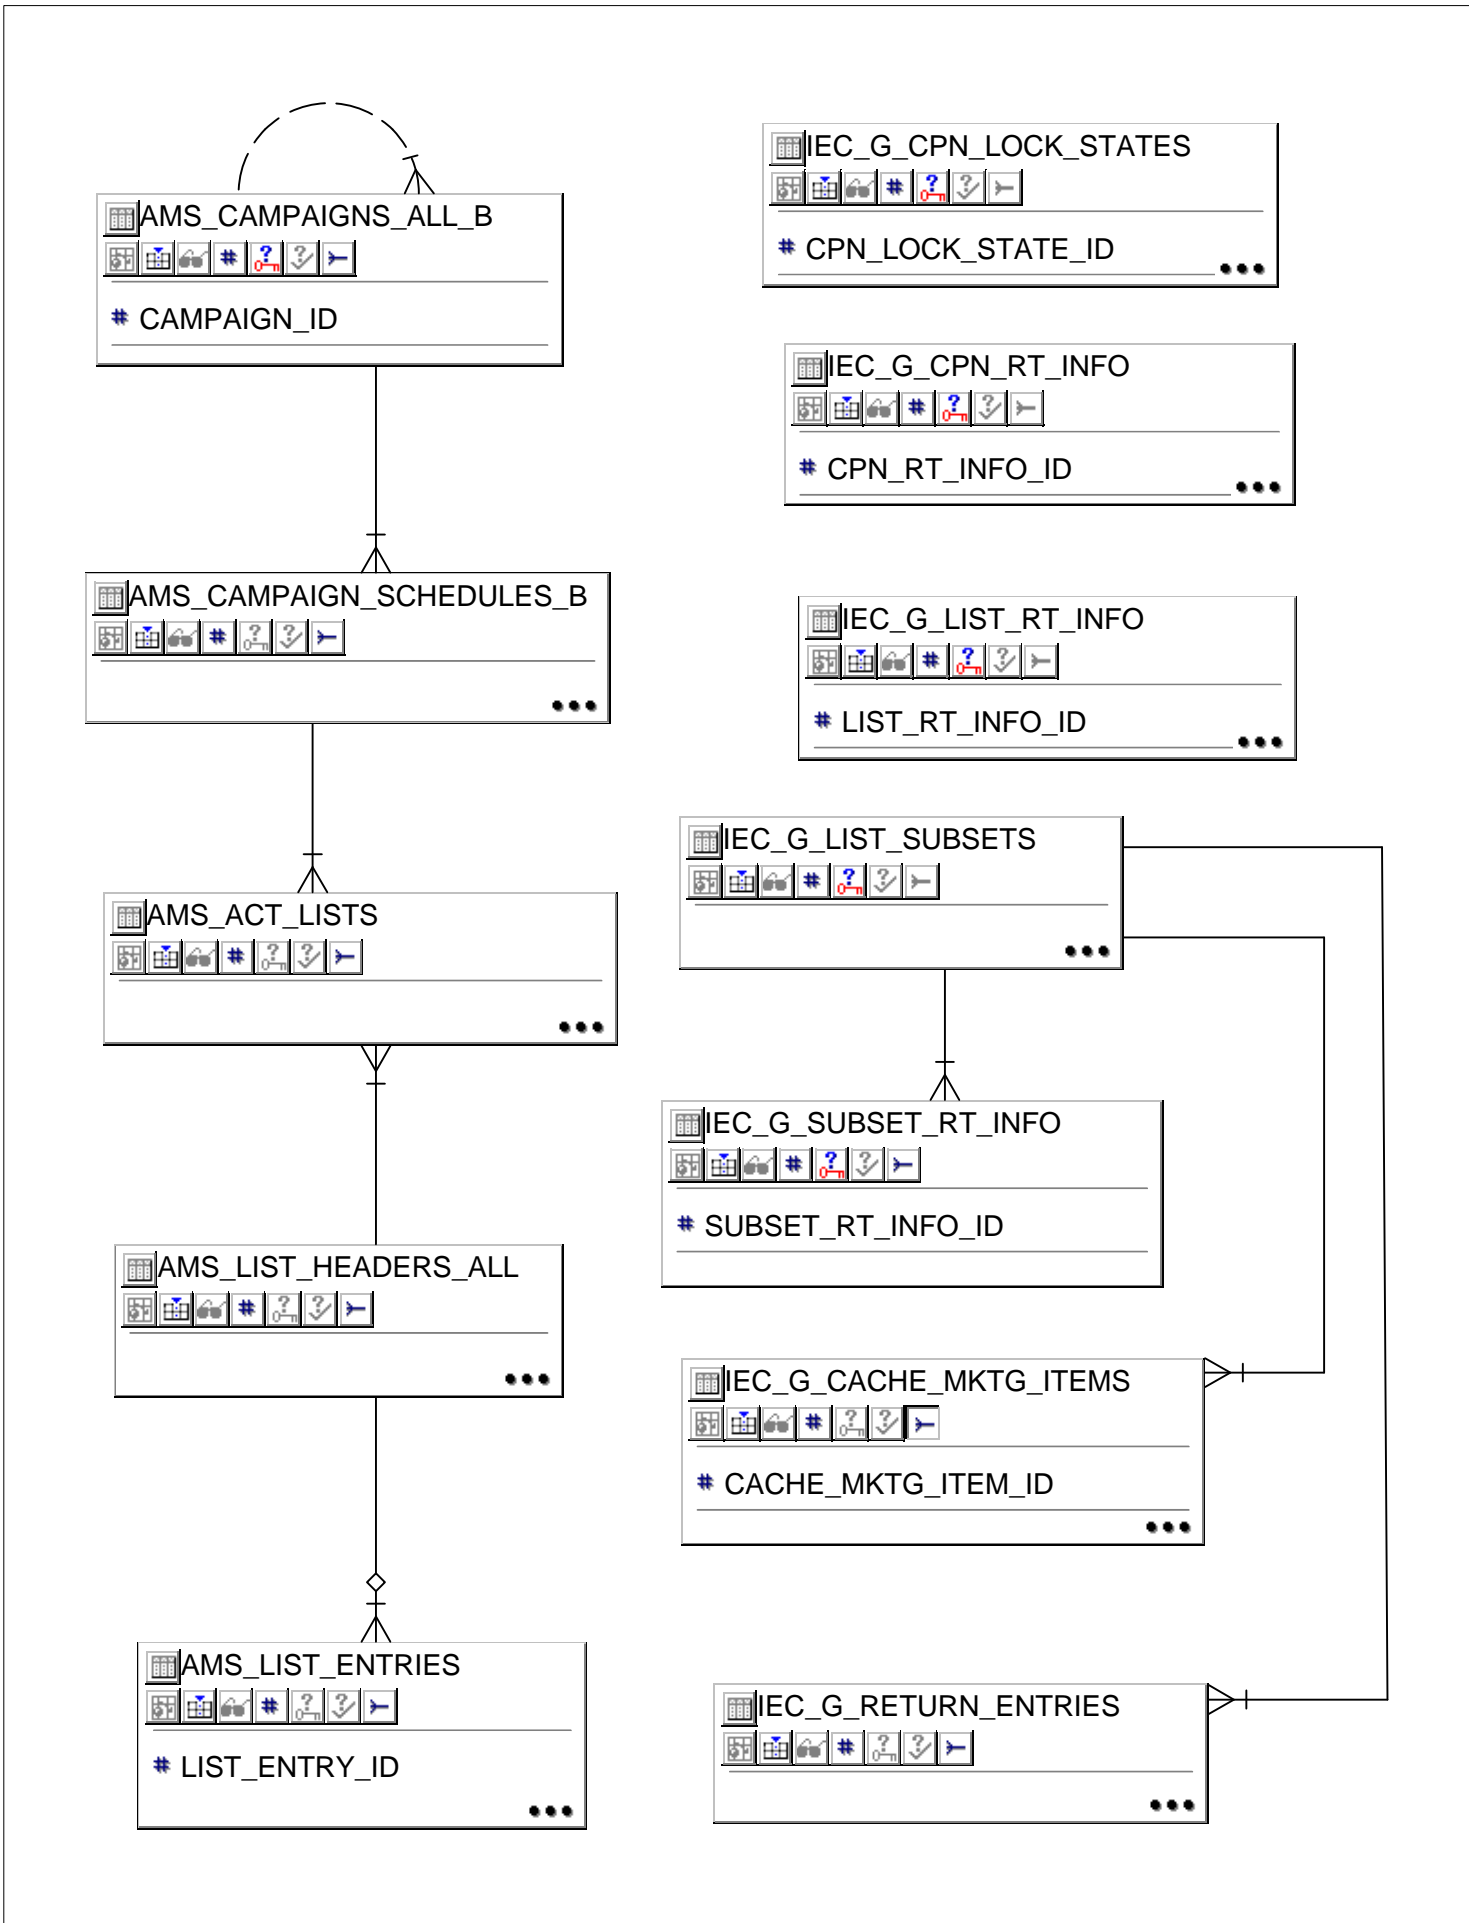 AMS_CAMPAIGNS_ALL_B
# CAMPAIGN_ID
AMS_CAMPAIGN_SCHEDULES_B
AMS_ACT_LISTS
AMS_LIST_HEADERS_ALL
AMS_LIST_ENTRIES
# LIST_ENTRY_ID
IEC_G_CPN_LOCK_STATES
# CPN_LOCK_STATE_ID
IEC_G_CPN_RT_INFO
# CPN_RT_INFO_ID
IEC_G_LIST_RT_INFO
# LIST_RT_INFO_ID
IEC_G_LIST_SUBSETS
IEC_G_SUBSET_RT_INFO
# SUBSET_RT_INFO_ID
IEC_G_CACHE_MKTG_ITEMS
# CACHE_MKTG_ITEM_ID
IEC_G_RETURN_ENTRIES